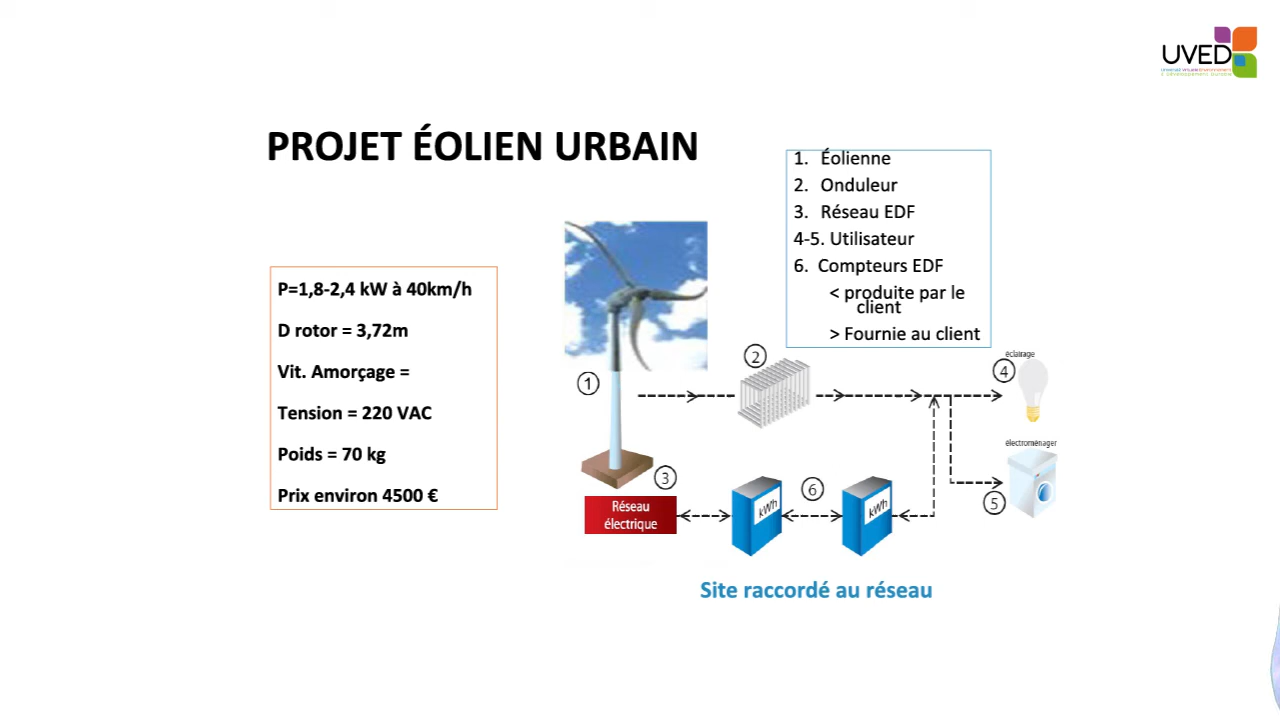 UVED
PROJET ÉOLIEN URBAIN
1. Éolienne
2. Onduleur
3. Réseau EDF
4-5. Utilisateur
6. Compteurs EDF
< produite par le
client
> Fournie au client
P=1,8-2,4 kW à 40km/h
D rotor = 3,72m
Vit. Amorçage =
Tension = 220 VAC
Poids = 70 kg
Prix environ 4500 €
1
2
éclairage
4
électroménager
5
3
Réseau
électrique
kWh
6
kWh
Site raccordé au réseau